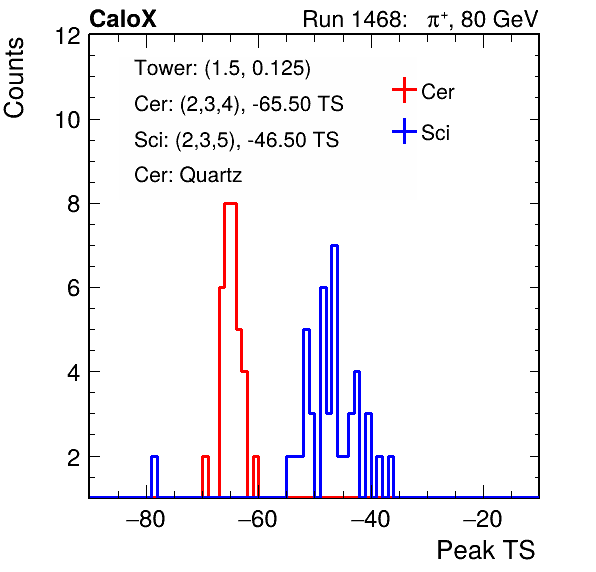 CaloX Run 1468: π⁺, 80 GeV
Counts
12
Tower: (1.5, 0.125)
Cer: (2,3,4), -65.50 TS
Sci: (2,3,5), -46.50 TS
Cer: Quartz
Cer
Sci
10
8
6
4
2
−80 −60 −40 −20
Peak TS